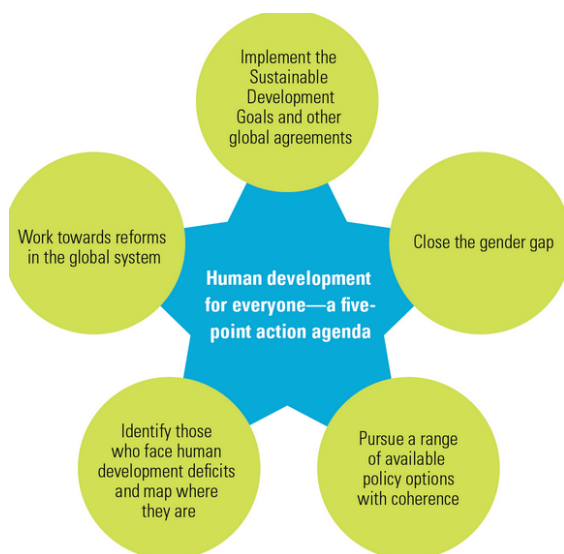 Implement the
Sustainable
Development
Goals and other
global agreements
Work towards reforms
in the global system
Close the gender gap
Human development
for everyone—a five-
point action agenda
Identify those
who face human
development deficits
and map where
they are
Pursue a range
of available
policy options
with coherence